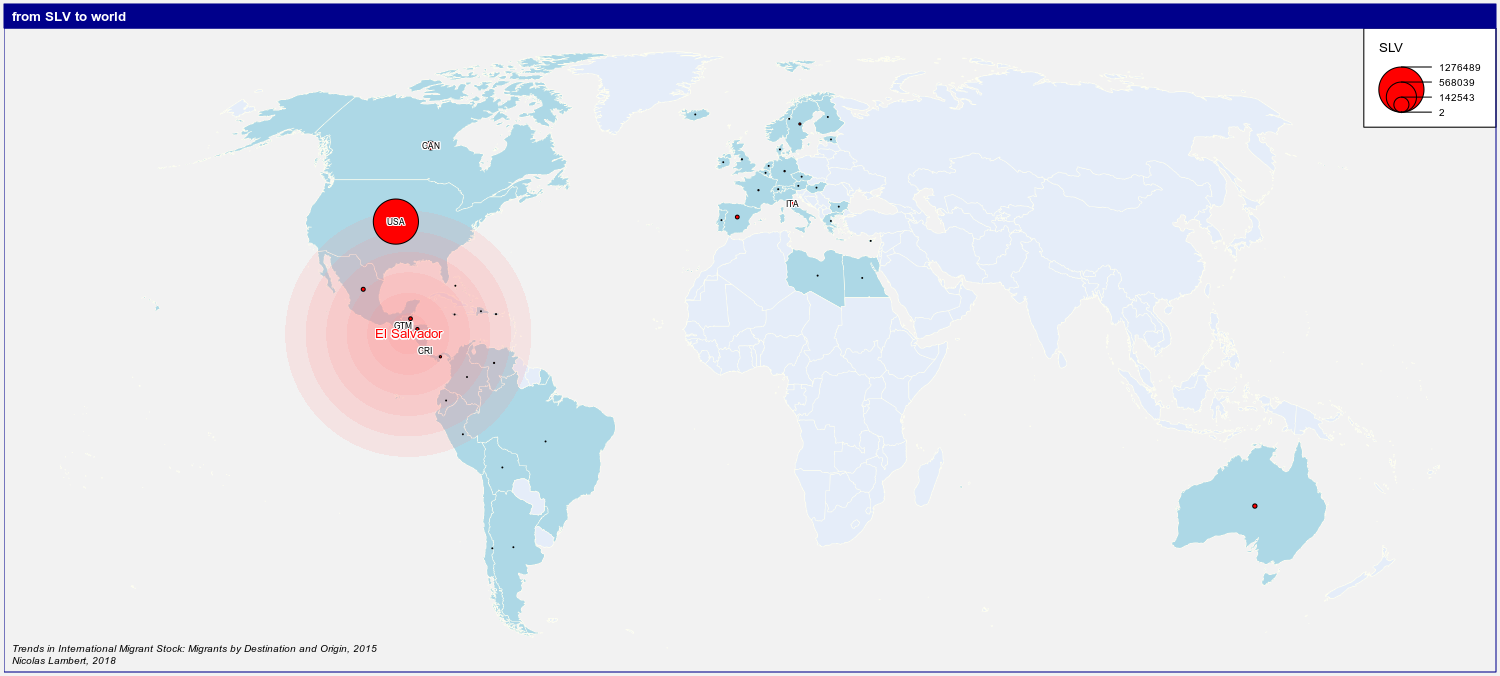 from SLV to world
SLV
1276489
568039
142543
2
CAN
ITA
USA
GTM
El Salvador
CRI
Trends in International Migrant Stock: Migrants by Destination and Origin, 2015
Nicolas Lambert, 2018